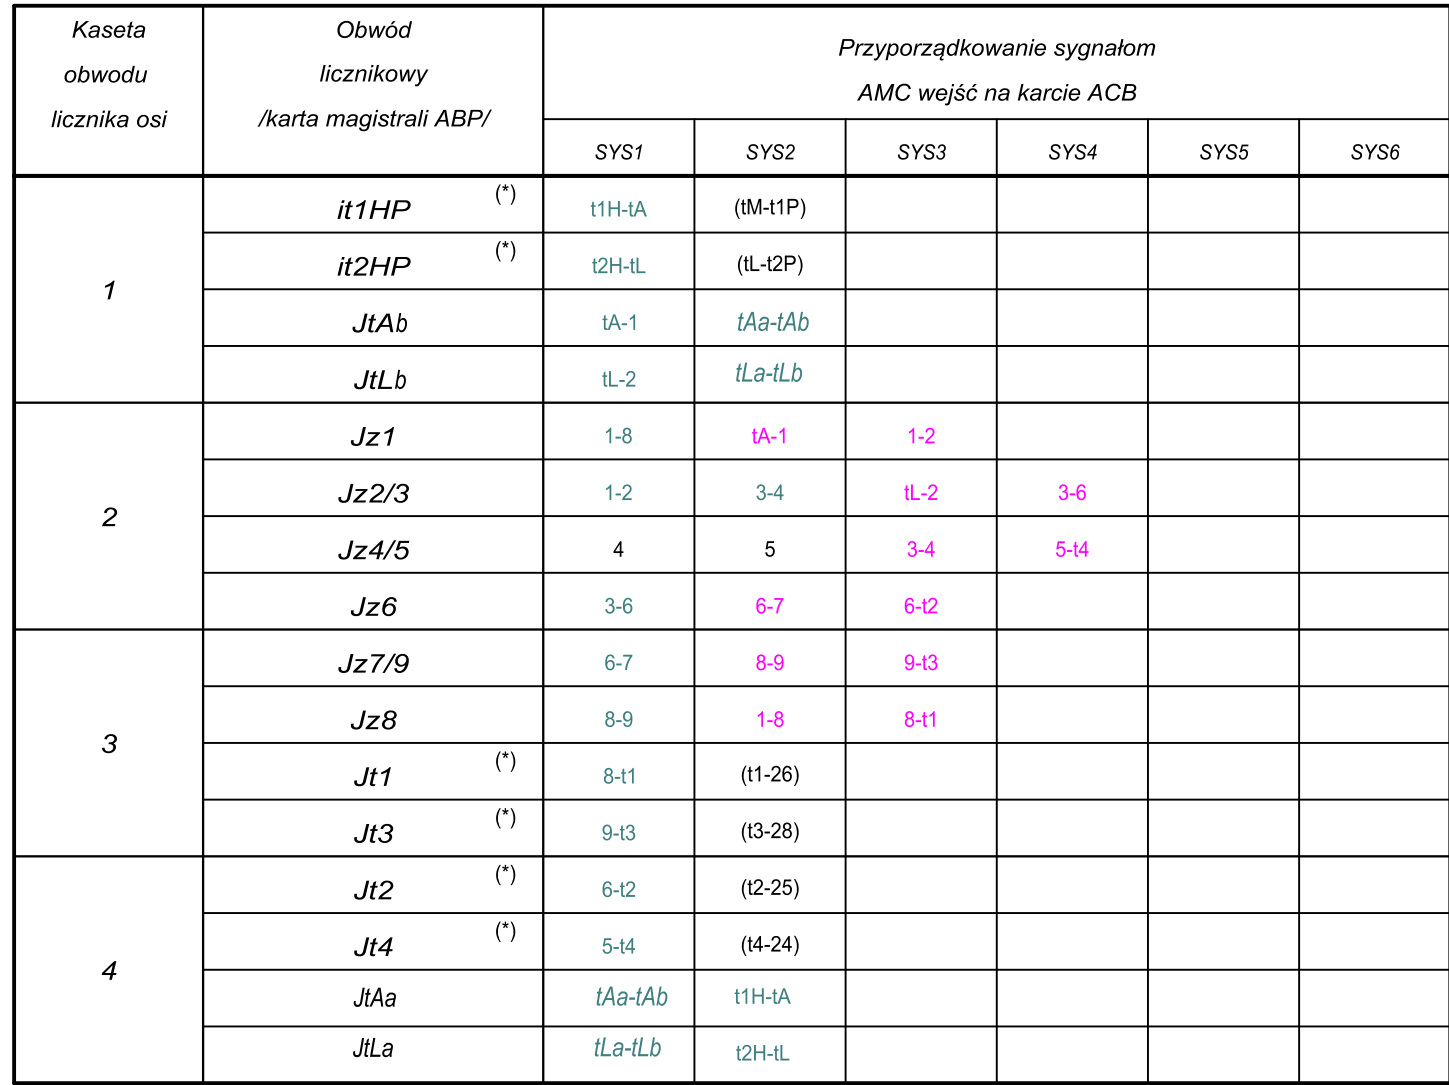 Kaseta
obwodu
licznika osi
Obwód
licznikowy
/karta magistrali ABP/
Przyporządkowanie sygnałom
AMC wejść na karcie ACB
SYS1 SYS2 SYS3 SYS4 SYS5 SYS6
1
it1HP (*) t1H-tA (tM-t1P)
it2HP (*) t2H-tL (tL-t2P)
JtAb tA-1 tAa-tAb
JtLb tL-2 tLa-tLb
2
Jz1 1-8 tA-1 1-2
Jz2/3 1-2 3-4 tL-2 3-6
Jz4/5 4 5 3-4 5-t4
Jz6 3-6 6-7 6-t2
3
Jz7/9 6-7 8-9 9-t3
Jz8 8-9 1-8 8-t1
Jt1 (*) 8-t1 (t1-26)
Jt3 (*) 9-t3 (t3-28)
4
Jt2 (*) 6-t2 (t2-25)
Jt4 (*) 5-t4 (t4-24)
JtAa tAa-tAb t1H-tA
JtLa tLa-tLb t2H-tL